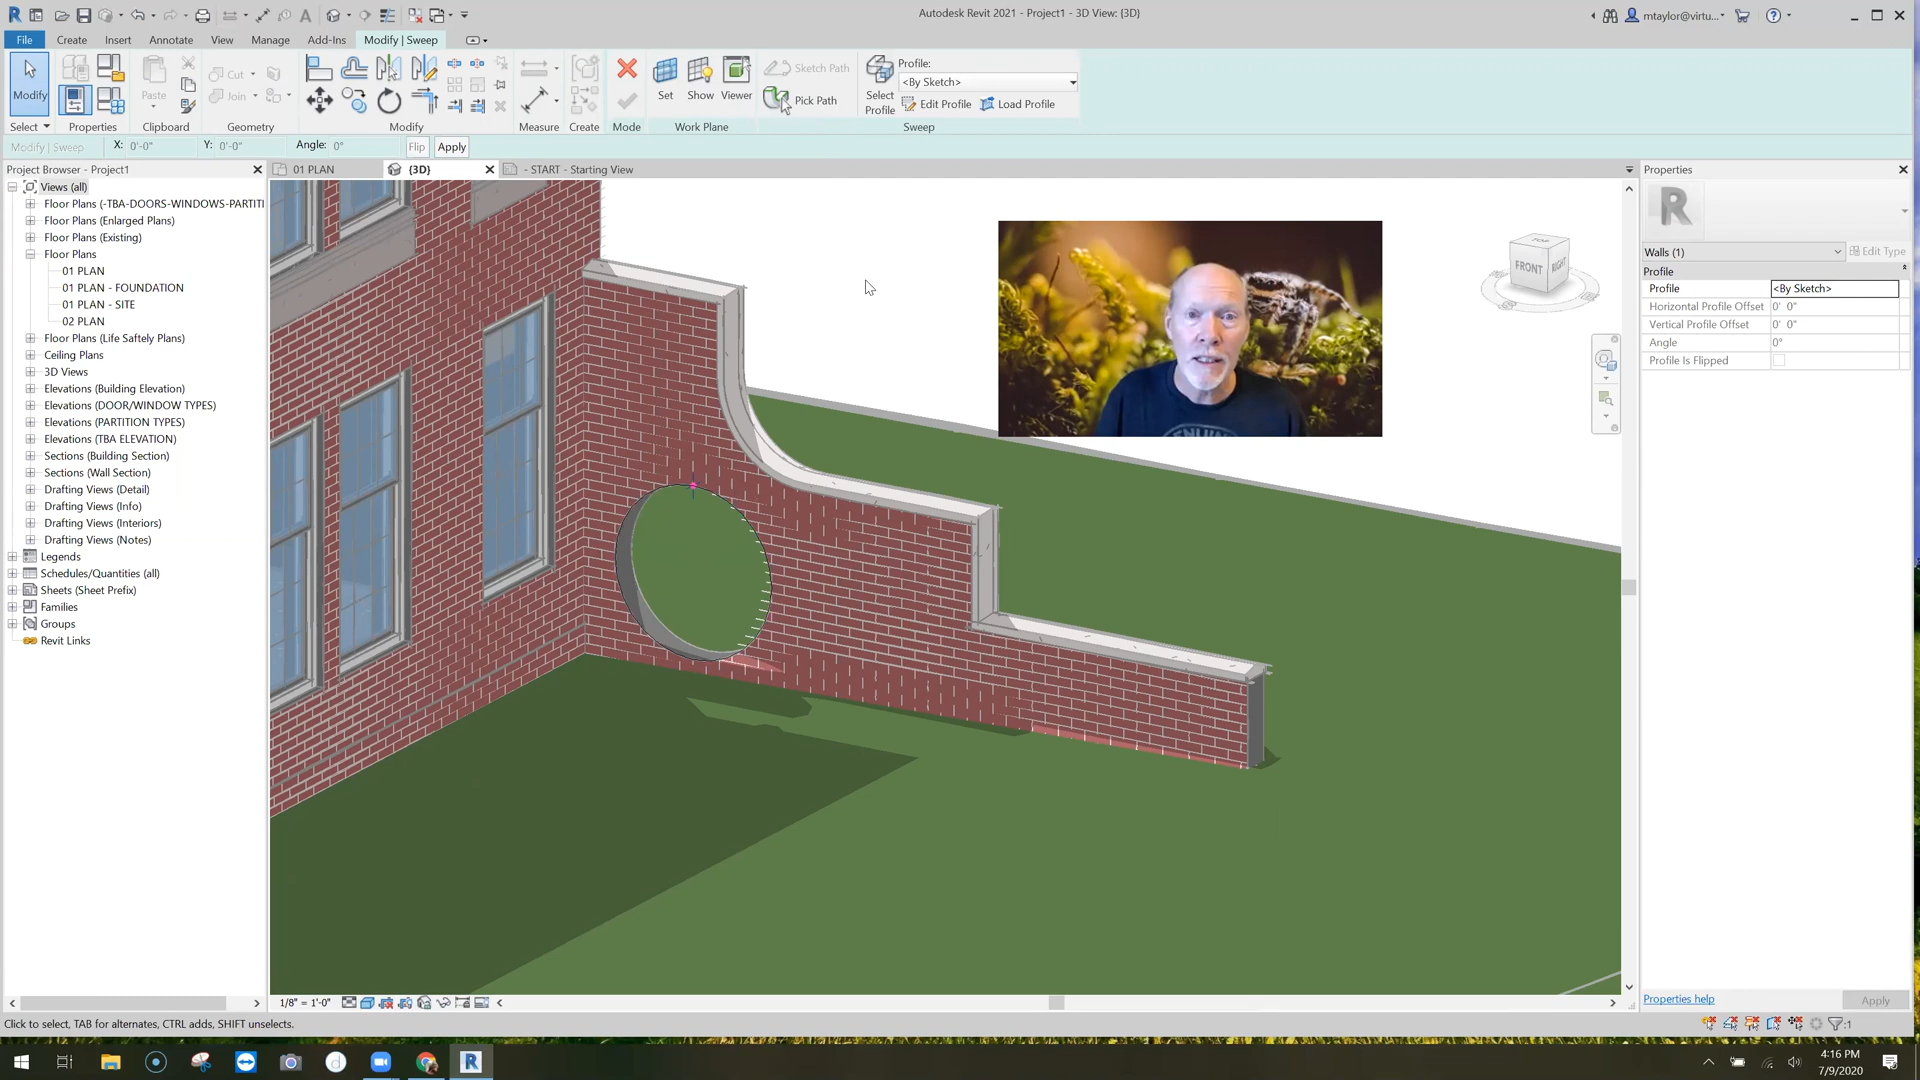 Autodesk Revit 2021 - Project1 - 3D View: {3D}
mtaylor@virtu...
File Create Insert Annotate View Manage Add-Ins Modify | Sweep
Modify
Paste
Cut
Join
Set
Show
Viewer
Sketch Path
Pick Path
Select
Profile
Profile:
<By Sketch>
Edit Profile Load Profile
Select Properties Clipboard Geometry Modify Measure Create Mode Work Plane Sweep
Modify | Sweep X: 0'-0" Y: 0'-0" Angle: 0° Flip Apply
Project Browser - Project1
01 PLAN {3D} - START - Starting View
Views (all)
Floor Plans (-TBA-DOORS-WINDOWS-PARTITI
Floor Plans (Enlarged Plans)
Floor Plans (Existing)
Floor Plans
01 PLAN
01 PLAN - FOUNDATION
01 PLAN - SITE
02 PLAN
Floor Plans (Life Saftely Plans)
Ceiling Plans
3D Views
Elevations (Building Elevation)
Elevations (DOOR/WINDOW TYPES)
Elevations (PARTITION TYPES)
Elevations (TBA ELEVATION)
Sections (Building Section)
Sections (Wall Section)
Drafting Views (Detail)
Drafting Views (Info)
Drafting Views (Interiors)
Drafting Views (Notes)
Legends
Schedules/Quantities (all)
Sheets (Sheet Prefix)
Families
Groups
Revit Links
TOP
FRONT
RIGHT
Properties
R
Walls (1) Edit Type
Profile
Profile <By Sketch>
Horizontal Profile Offset 0' 0"
Vertical Profile Offset 0' 0"
Angle 0°
Profile Is Flipped
Properties help Apply
1/8" = 1'-0"
Click to select, TAB for alternates, CTRL adds, SHIFT unselects.
:1
4:16 PM
7/9/2020